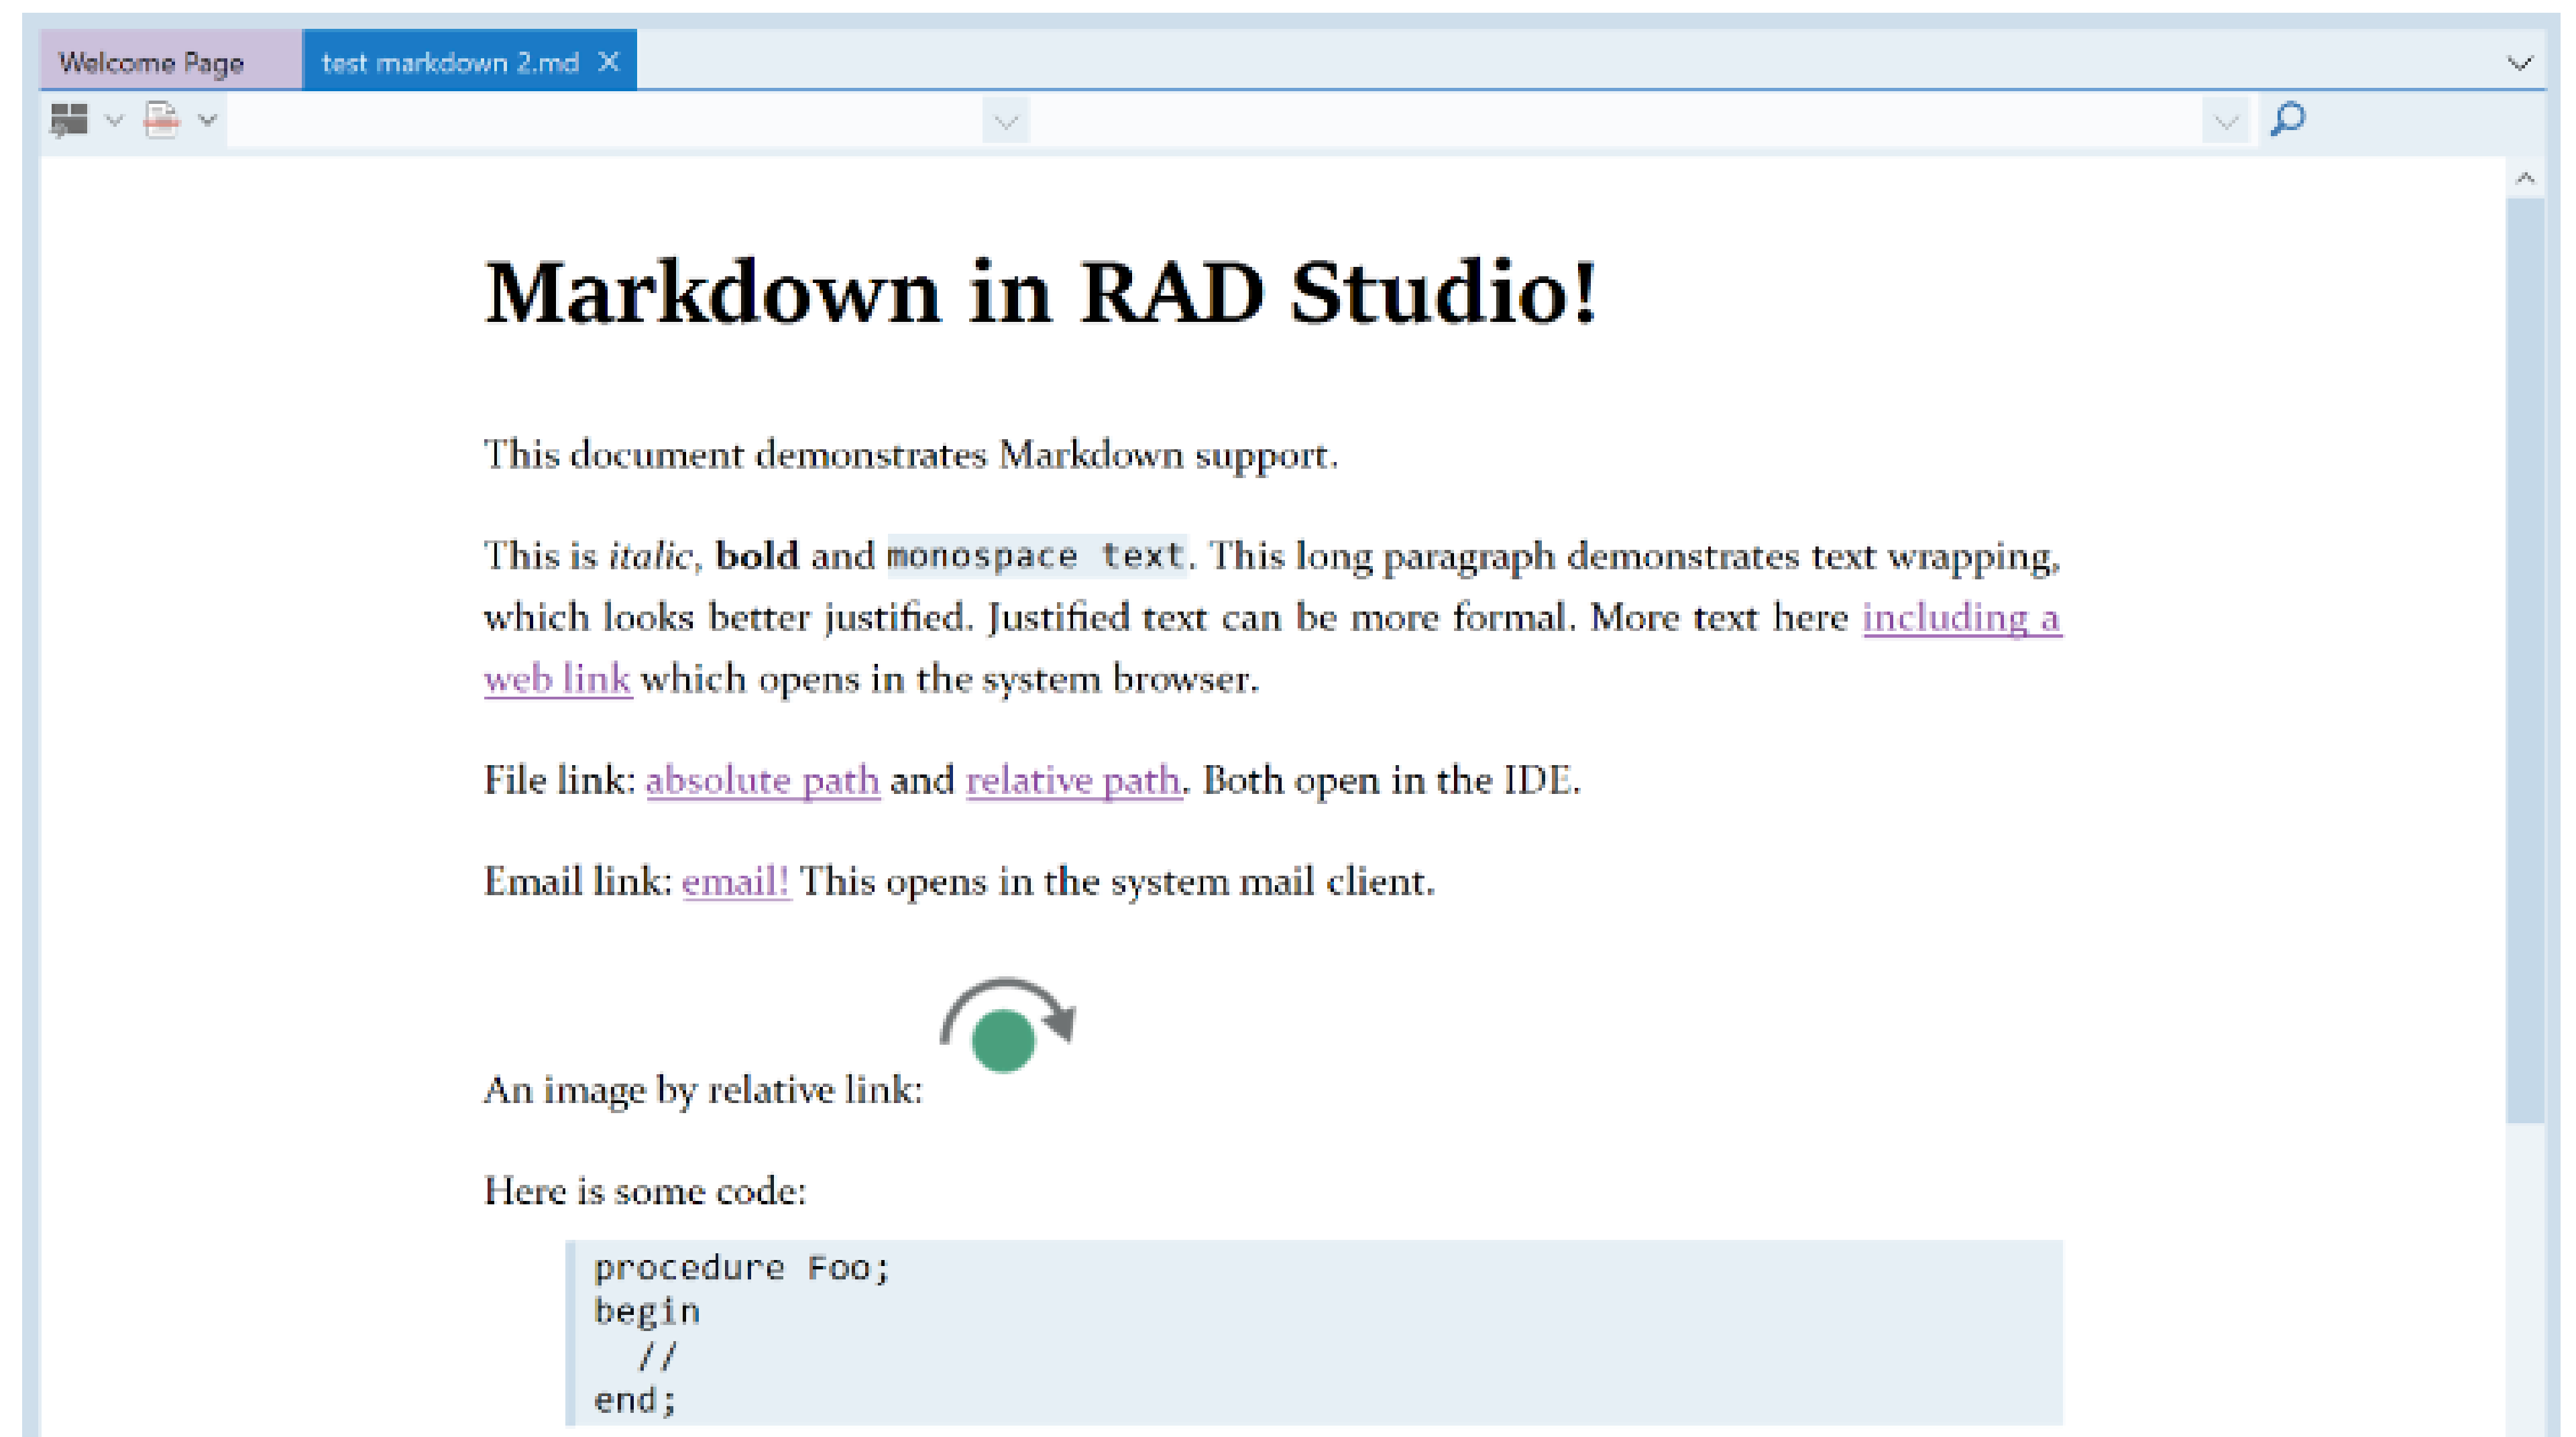 Welcome Page
test markdown 2.md
Markdown in RAD Studio!
This document demonstrates Markdown support.
This is italic, bold and monospace text. This long paragraph demonstrates text wrapping,
which looks better justified. Justified text can be more formal. More text here including a
web link which opens in the system browser.
File link: absolute path and relative path. Both open in the IDE.
Email link: email! This opens in the system mail client.
An image by relative link:
Here is some code:
procedure Foo;
begin
  //
end;